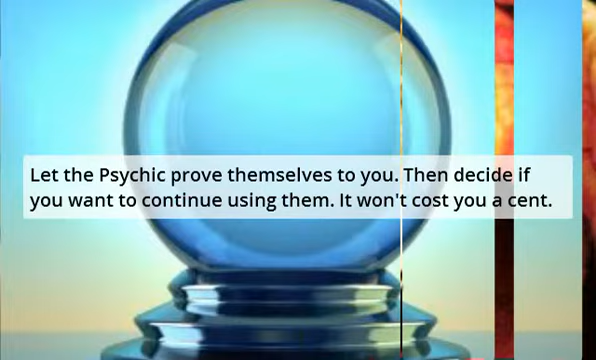 Let the Psychic prove themselves to you. Then decide if
you want to continue using them. It won't cost you a cent.